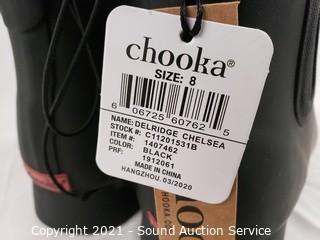 chooka®
SIZE: 8
6 06725 60762 5
NAME: DELRIDGE CHELSEA
STOCK #: C11201531B
ITEM #: 1407462
COLOR: BLACK
PRF: 1912061
MADE IN CHINA
HANGZHOU. 03/2020
Copyright 2021 - Sound Auction Service